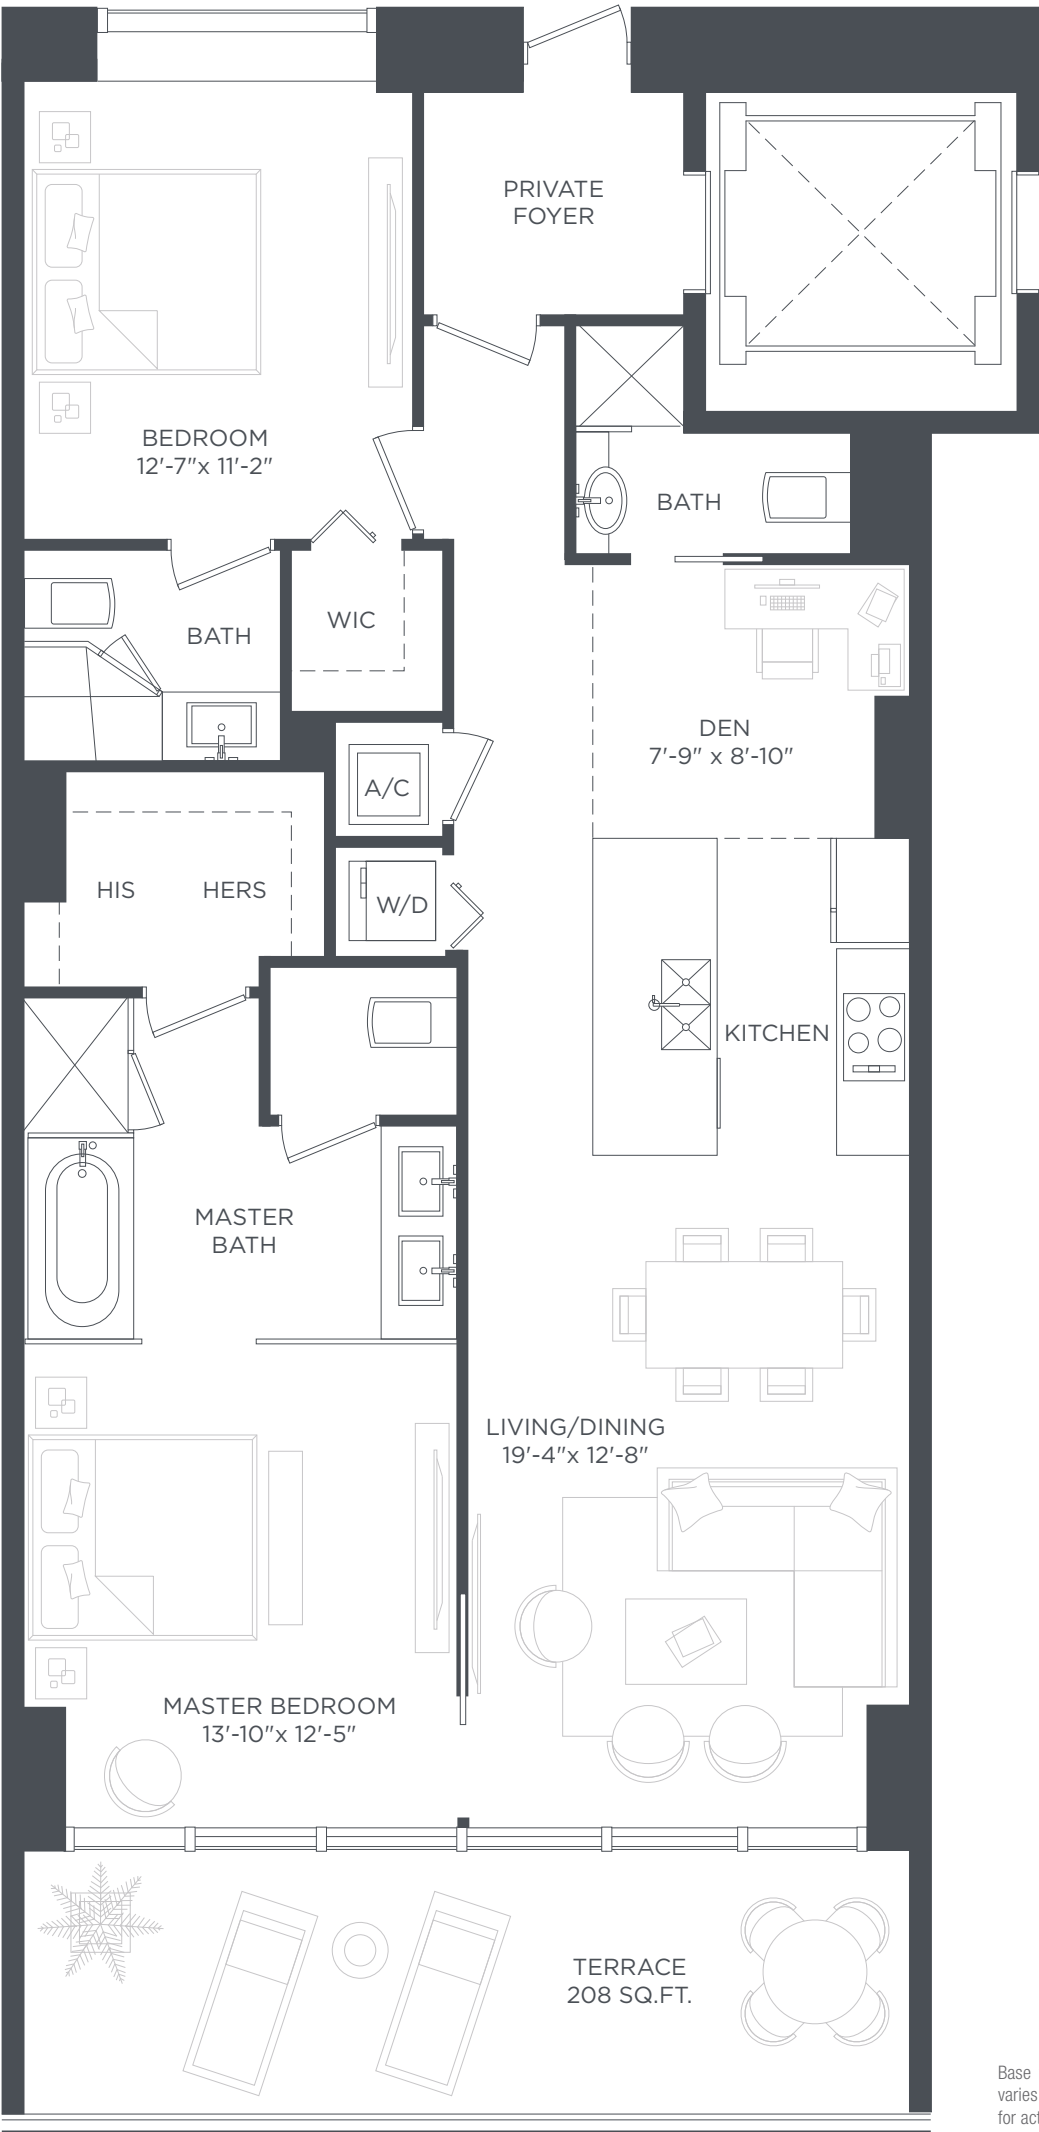 PRIVATE
FOYER
BEDROOM
12'-7"x 11'-2"
BATH
WIC
BATH
DEN
7'-9" x 8'-10"
A/C
HIS
HERS
W/D
KITCHEN
MASTER
BATH
LIVING/DINING
19'-4"x 12'-8"
MASTER BEDROOM
13'-10"x 12'-5"
TERRACE
208 SQ.FT.
Base
varies
for